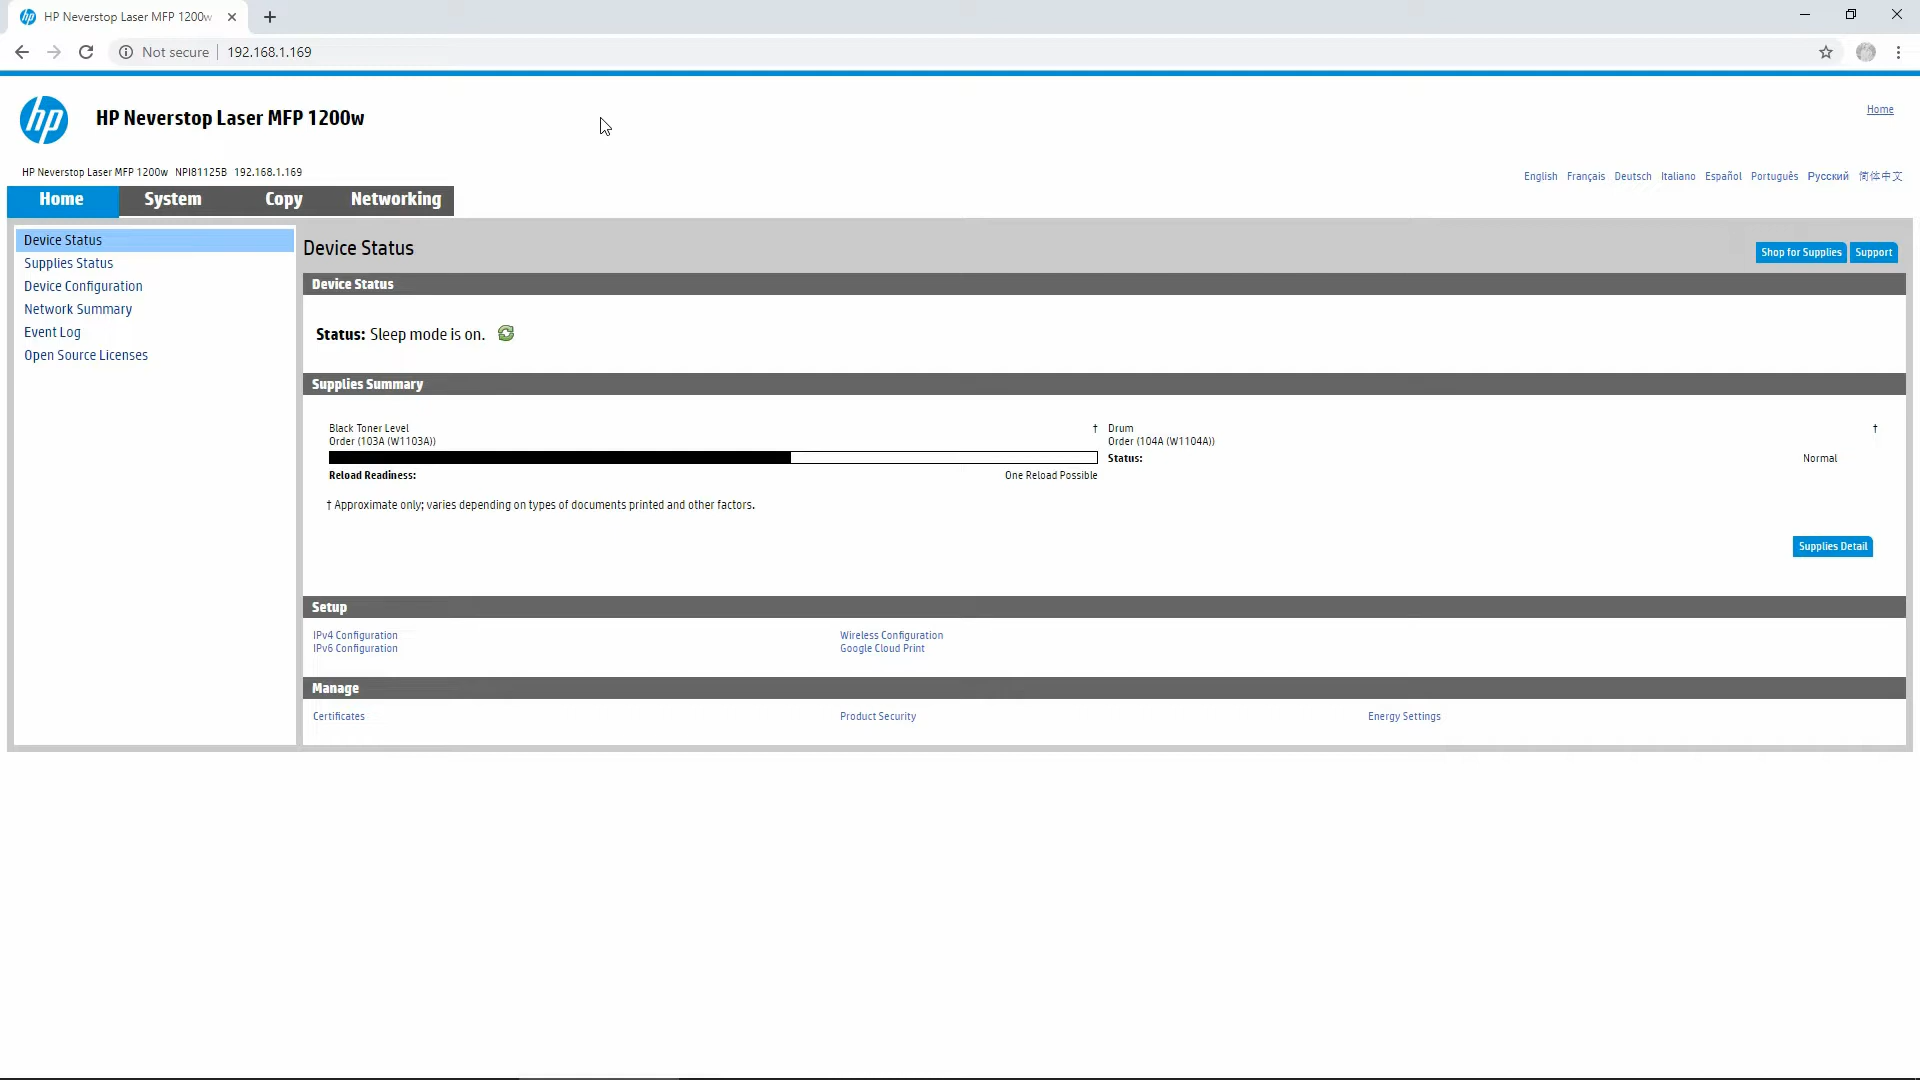 HP Neverstop Laser MFP 1200w
Not secure
192.168.1.169
hp
HP Neverstop Laser MFP 1200w
Home
HP Neverstop Laser MFP 1200w NPI81125B 192.168.1.169
English Français Deutsch Italiano Español Português Русский 简体中文
Home System Copy Networking
Device Status
Supplies Status
Device Configuration
Network Summary
Event Log
Open Source Licenses
Device Status
Shop for Supplies
Support
Device Status
Status: Sleep mode is on.
Supplies Summary
Black Toner Level †
Order (103A (W1103A))
Reload Readiness: One Reload Possible
Drum †
Order (104A (W1104A))
Status: Normal
† Approximate only; varies depending on types of documents printed and other factors.
Supplies Detail
Setup
IPv4 Configuration Wireless Configuration
IPv6 Configuration Google Cloud Print
Manage
Certificates Product Security Energy Settings